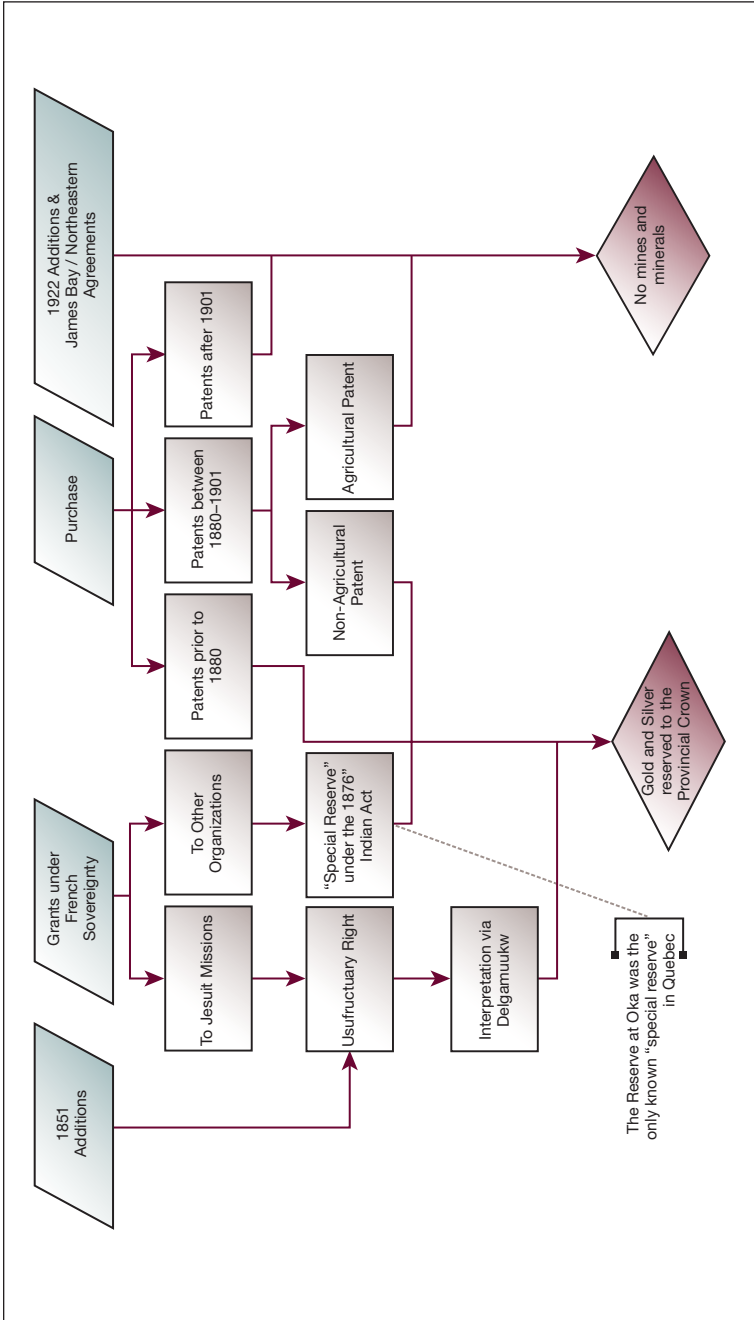 1851
Additions
Grants under
French
Sovereignty
Purchase
1922 Additions &
James Bay / Northeastern
Agreements
To Jesuit Missions
To Other
Organizations
Patents prior to
1880
Patents between
1880–1901
Patents after 1901
Usufructuary Right
“Special Reserve”
under the 1876”
Indian Act
Non-Agricultural
Patent
Agricultural Patent
Interpretation via
Delgamuukw
The Reserve at Oka was the
only known “special reserve”
in Quebec
Gold and Silver
reserved to the
Provincial Crown
No mines and
minerals